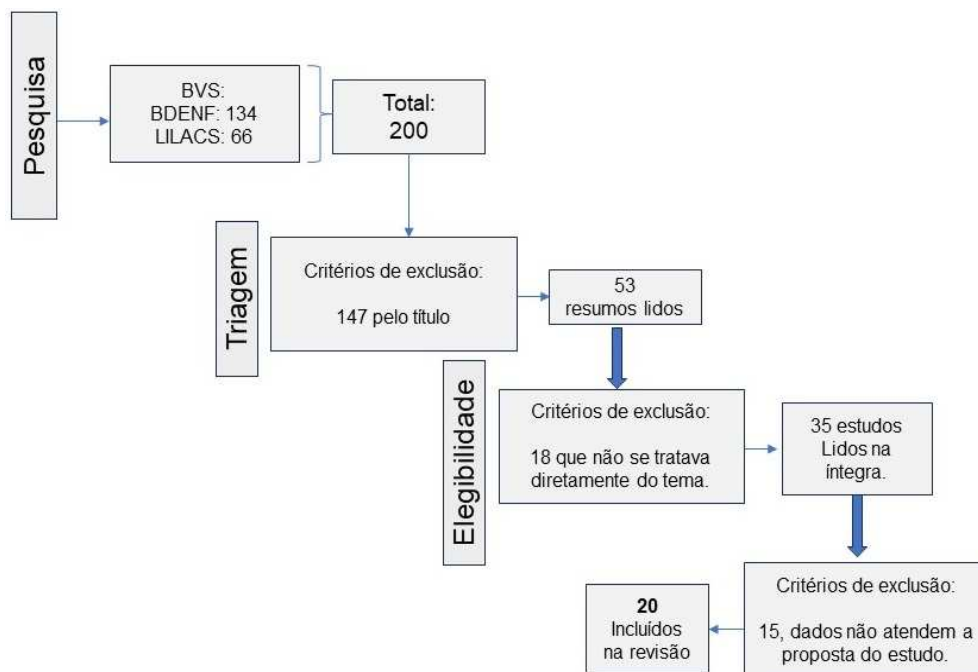 Pesquisa
BVS:
BDENF: 134
LILACS: 66
Total:
200
Triagem
Critérios de exclusão:
147 pelo título
53
resumos lidos
Elegibilidade
Critérios de exclusão:
18 que não se tratava
diretamente do tema.
35 estudos
Lidos na
íntegra.
Critérios de exclusão:
15, dados não atendem a
proposta do estudo.
20
Incluídos
na revisão